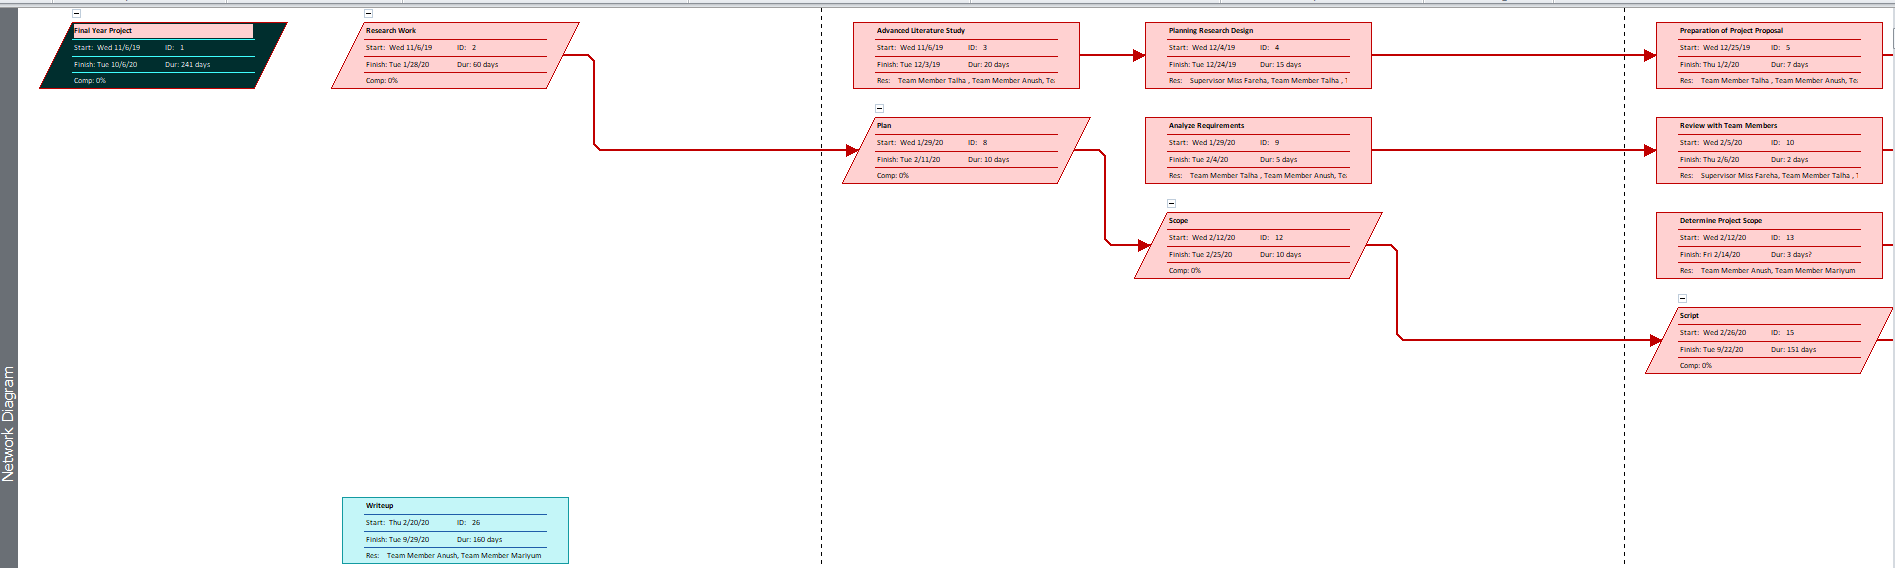 Final Year Project
Start: Wed 11/6/19 ID: 1
Finish: Tue 10/6/20 Dur: 241 days
Comp: 0%
Research Work
Start: Wed 11/6/19 ID: 2
Finish: Tue 1/28/20 Dur: 60 days
Comp: 0%
Advanced Literature Study
Start: Wed 11/6/19 ID: 3
Finish: Tue 12/3/19 Dur: 20 days
Res: Team Member Talha , Team Member Anush, Te
Planning Research Design
Start: Wed 12/4/19 ID: 4
Finish: Tue 12/24/19 Dur: 15 days
Res: Supervisor Miss Fareha, Team Member Talha ,
Preparation of Project Proposal
Start: Wed 12/25/19 ID: 5
Finish: Thu 1/2/20 Dur: 7 days
Res: Team Member Talha , Team Member Anush, Te
Plan
Start: Wed 1/29/20 ID: 8
Finish: Tue 2/11/20 Dur: 10 days
Comp: 0%
Analyze Requirements
Start: Wed 1/29/20 ID: 9
Finish: Tue 2/4/20 Dur: 5 days
Res: Team Member Talha , Team Member Anush, Te
Review with Team Members
Start: Wed 2/5/20 ID: 10
Finish: Thu 2/6/20 Dur: 2 days
Res: Supervisor Miss Fareha, Team Member Talha ,
Scope
Start: Wed 2/12/20 ID: 12
Finish: Tue 2/25/20 Dur: 10 days
Comp: 0%
Determine Project Scope
Start: Wed 2/12/20 ID: 13
Finish: Fri 2/14/20 Dur: 3 days?
Res: Team Member Anush, Team Member Mariyum
Script
Start: Wed 2/26/20 ID: 15
Finish: Tue 9/22/20 Dur: 151 days
Comp: 0%
Writeup
Start: Thu 2/20/20 ID: 26
Finish: Tue 9/29/20 Dur: 160 days
Res: Team Member Anush, Team Member Mariyum
Network Diagram